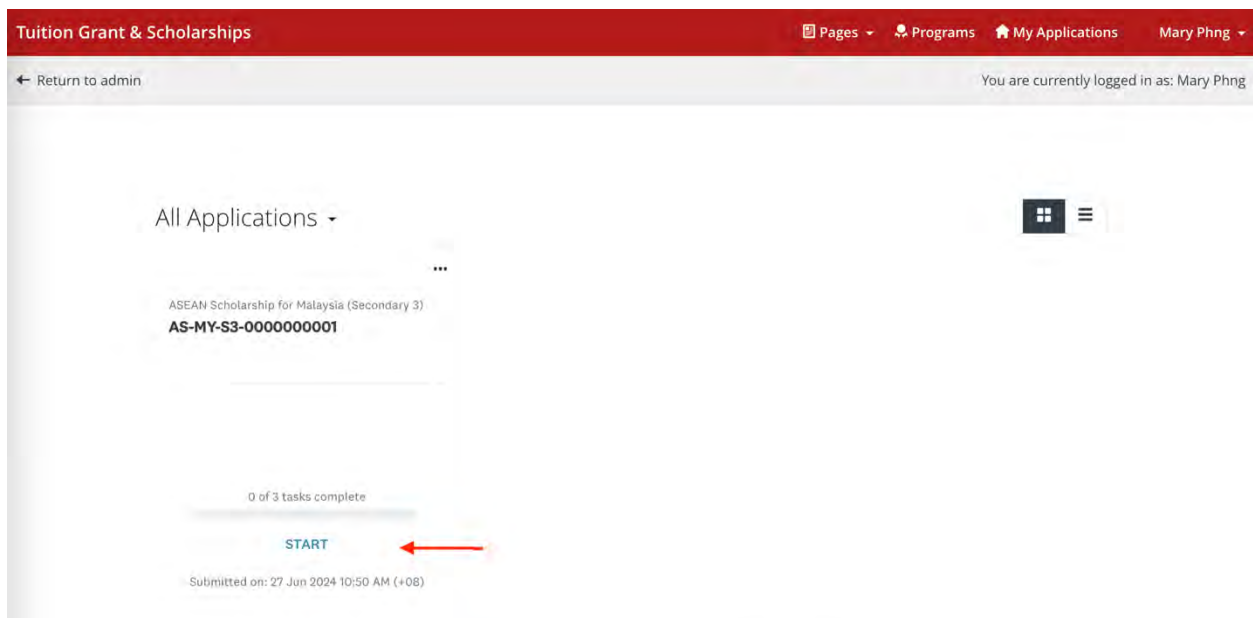 Tuition Grant & Scholarships
Pages
Programs
My Applications
Mary Phng
Return to admin
You are currently logged in as: Mary Phng
All Applications
...
ASEAN Scholarship for Malaysia (Secondary 3)
AS-MY-S3-0000000001
0 of 3 tasks complete
START
Submitted on: 27 Jun 2024 10:50 AM (+08)